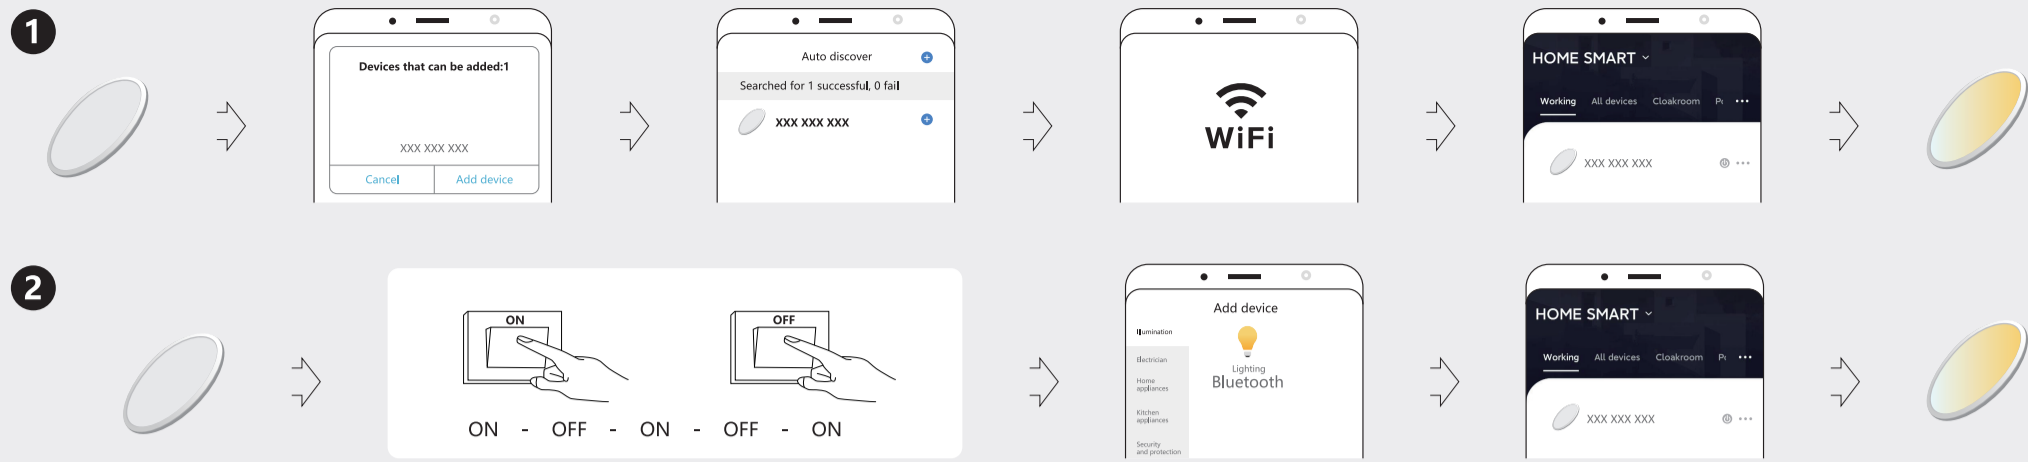 1
Devices that can be added:1
XXX XXX XXX
Cancel
Add device
Auto discover
Searched for 1 successful, 0 fail
XXX XXX XXX
WiFi
HOME SMART
Working All devices Cloakroom
XXX XXX XXX
2
ON
OFF
ON - OFF - ON - OFF - ON
Add device
Illumination
Electrician
Home
appliances
Kitchen
appliances
Security
and protection
Lighting
Bluetooth
HOME SMART
Working All devices Cloakroom
XXX XXX XXX